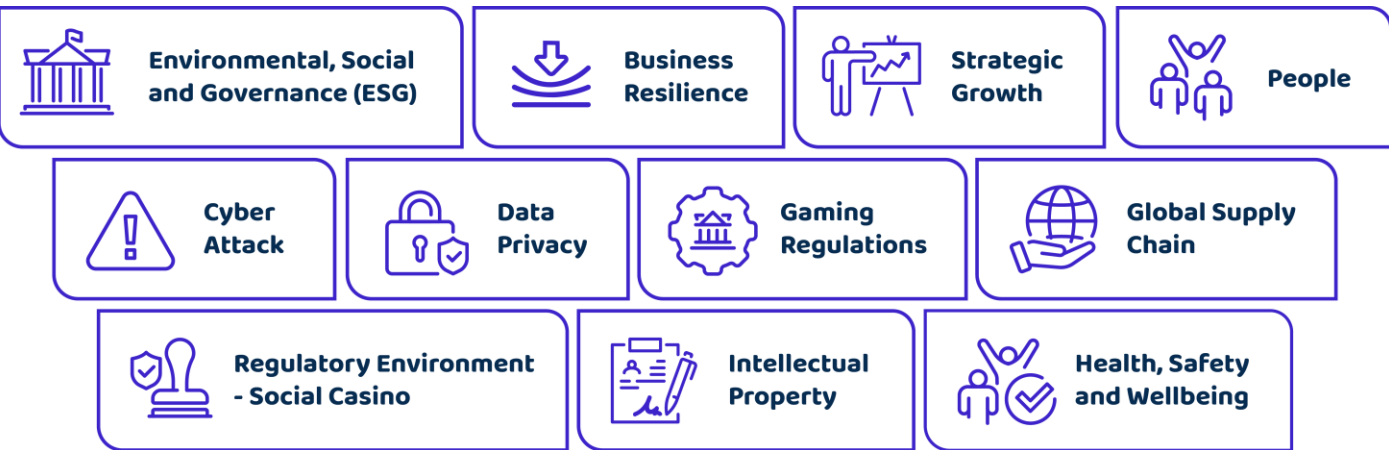 Environmental, Social
and Governance (ESG)
Business
Resilience
Strategic
Growth
People
Cyber
Attack
Data
Privacy
Gaming
Regulations
Global Supply
Chain
Regulatory Environment
- Social Casino
Intellectual
Property
Health, Safety
and Wellbeing